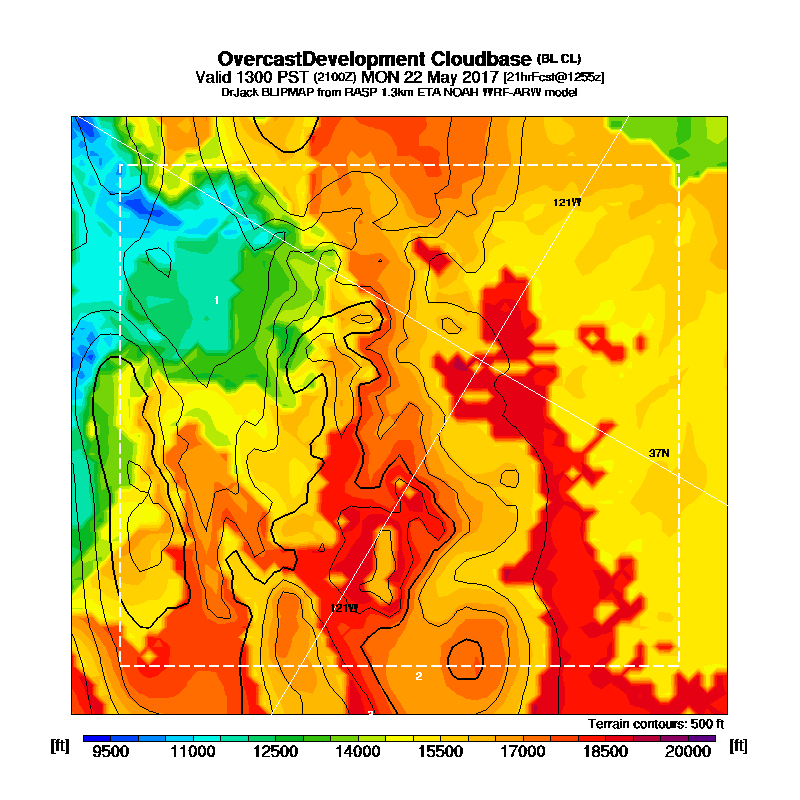 OvercastDevelopment Cloudbase (BL CL)
Valid 1300 PST (2100Z) MON 22 May 2017 [21hrFcst@1255z]
DrJack BLIPMAP from RASP 1.3km ETA NOAH WRF-ARW model
121W
1
37N
121W
2
Terrain contours: 500 ft
[ft] 9500 11000 12500 14000 15500 17000 18500 20000 [ft]